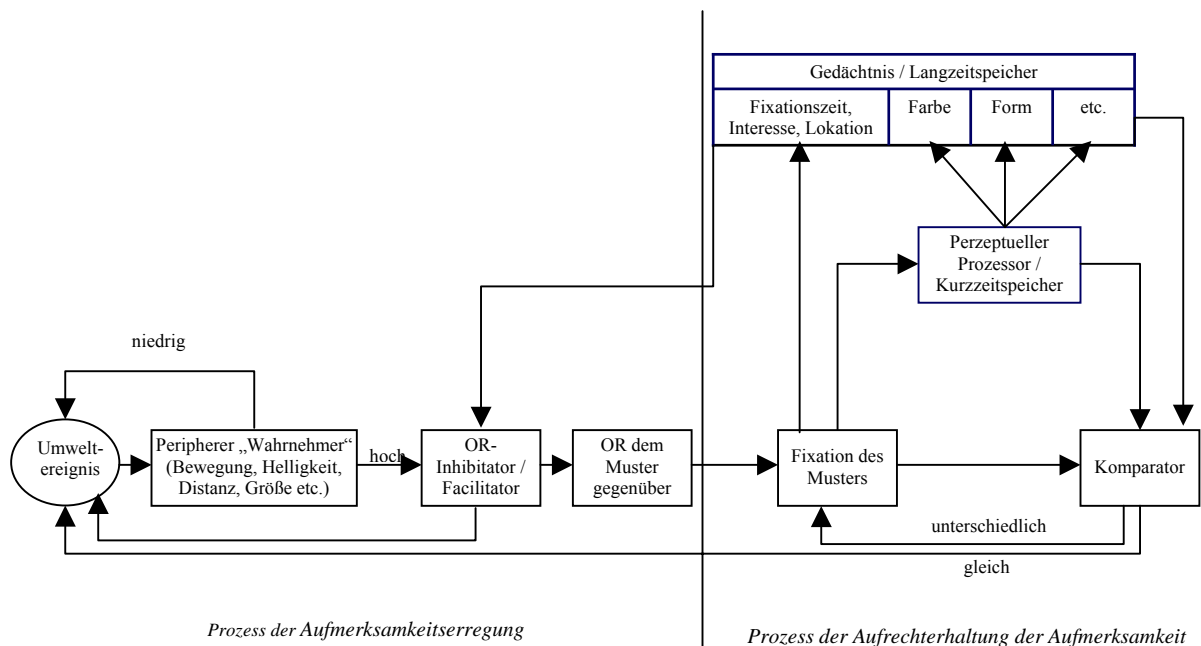 Gedächtnis / Langzeitspeicher
Fixationszeit,
Interesse, Lokation
Farbe
Form
etc.
Perzeptueller
Prozessor /
Kurzzeitspeicher
niedrig
Umwelt-
ereignis
Peripherer „Wahrnehmer“
(Bewegung, Helligkeit,
Distanz, Größe etc.)
hoch
OR-
Inhibitator /
Facilitator
OR dem
Muster
gegenüber
Fixation des
Musters
Komparator
unterschiedlich
gleich
Prozess der Aufmerksamkeitserregung
Prozess der Aufrechterhaltung der Aufmerksamkeit